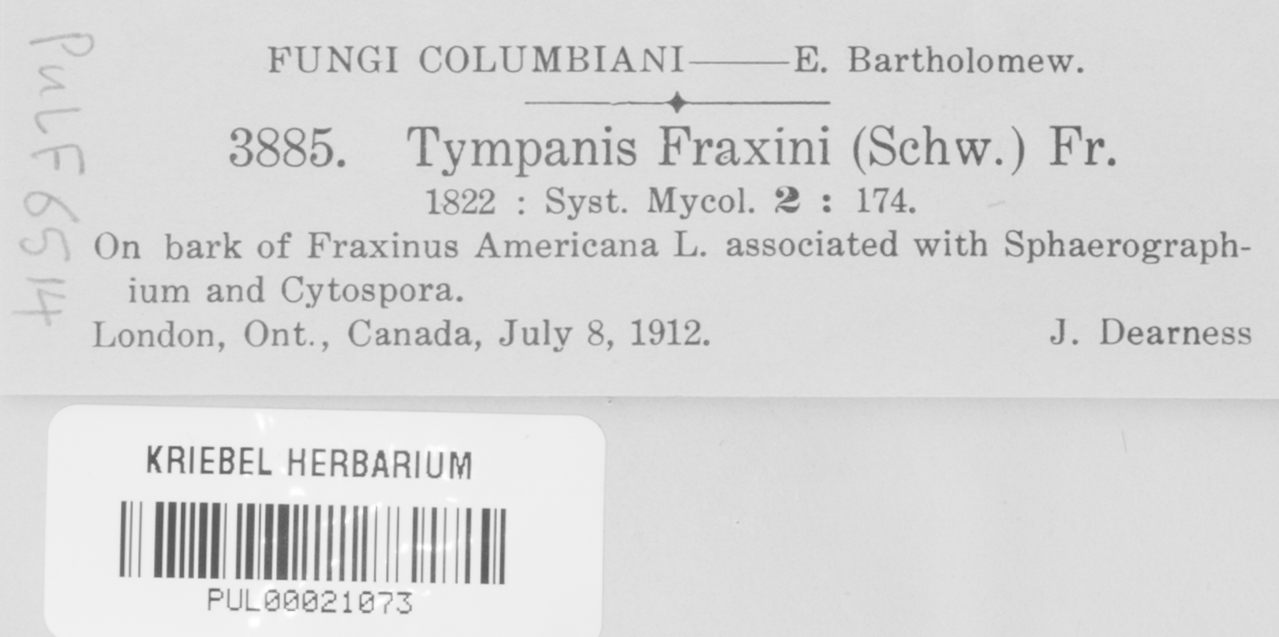 FUNGI COLUMBIANI——E. Bartholomew.
3885. Tympanis Fraxini (Schw.) Fr.
1822 : Syst. Mycol. 2 : 174.
On bark of Fraxinus Americana L. associated with Sphaerograph-
ium and Cytospora.
London, Ont., Canada, July 8, 1912. J. Dearness
PULF6514
KRIEBEL HERBARIUM
PUL00021073